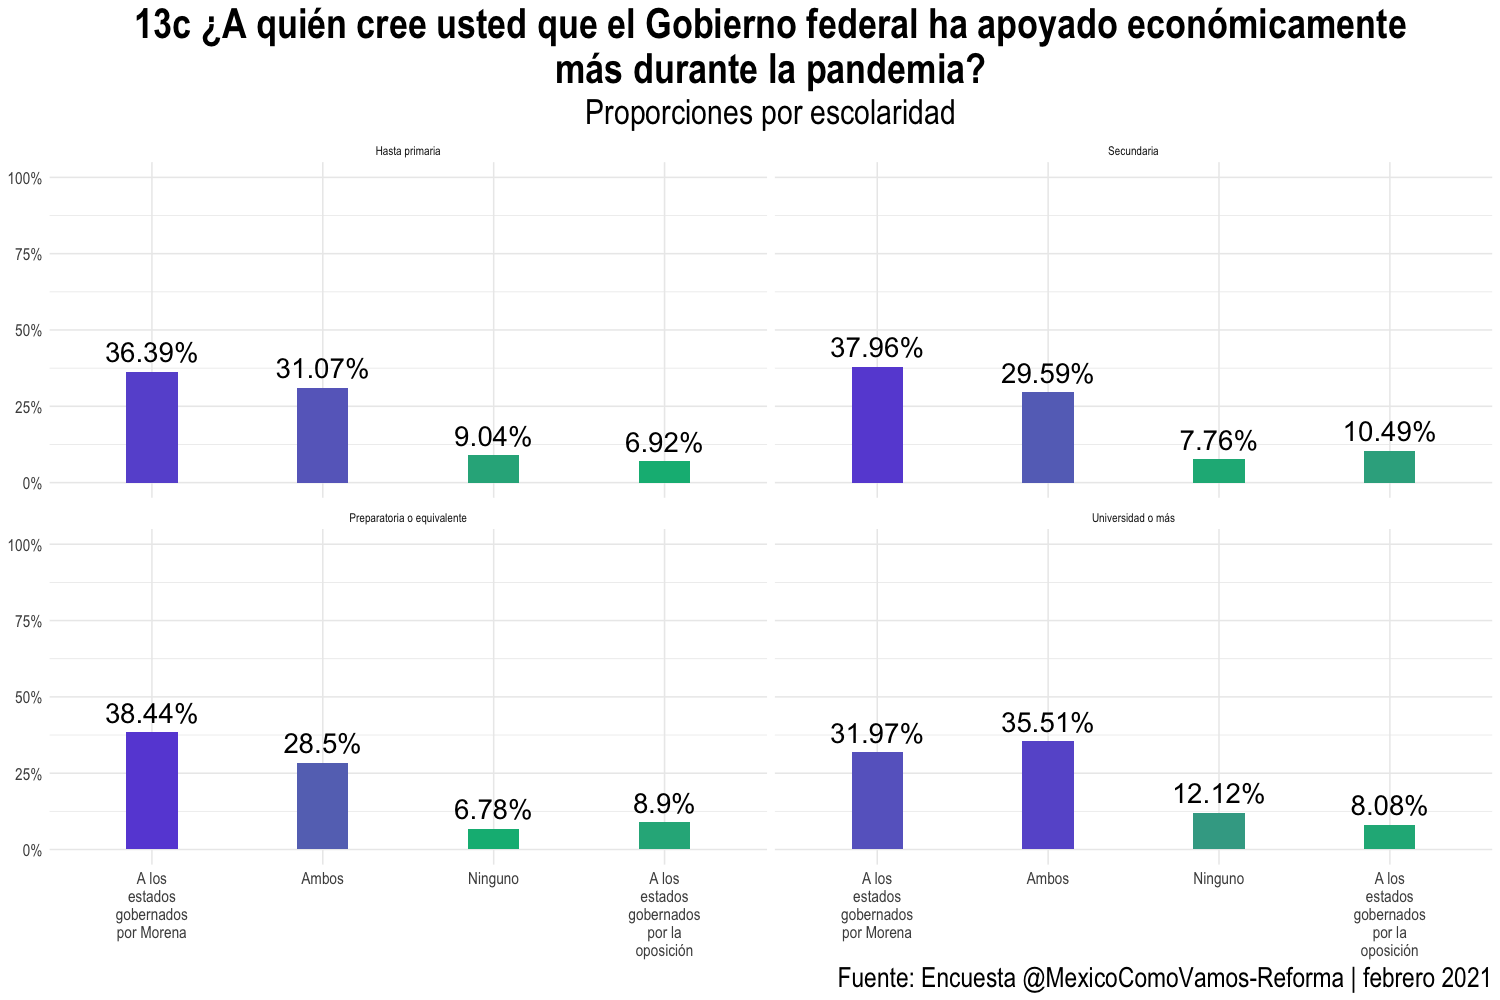 13c ¿A quién cree usted que el Gobierno federal ha apoyado económicamente
más durante la pandemia?
Proporciones por escolaridad
Hasta primaria
Secundaria
100%
75%
50%
25%
0%
36.39%
31.07%
9.04%
6.92%
37.96%
29.59%
7.76%
10.49%
Preparatoria o equivalente
Universidad o más
100%
75%
50%
25%
0%
38.44%
28.5%
6.78%
8.9%
31.97%
35.51%
12.12%
8.08%
A los
estados
gobernados
por Morena
Ambos
Ninguno
A los
estados
gobernados
por la
oposición
A los
estados
gobernados
por Morena
Ambos
Ninguno
A los
estados
gobernados
por la
oposición
Fuente: Encuesta @MexicoComoVamos-Reforma | febrero 2021